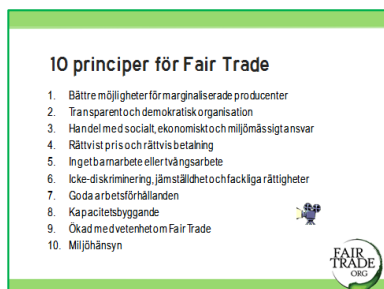 10 principer för Fair Trade
1. Bättre möjligheter för marginaliserade producenter
2. Transparent och demokratisk organisation
3. Handel med socialt, ekonomiskt och miljömässigt ansvar
4. Rättvist pris och rättvis betalning
5. Inget barnarbete eller tvångsarbete
6. Icke-diskriminering, jämställdhet och fackliga rättigheter
7. Goda arbetsförhållanden
8. Kapacitetsbyggande
9. Ökad medvetenhet om Fair Trade
10. Miljöhänsyn
FAIR
TRADE
ORG